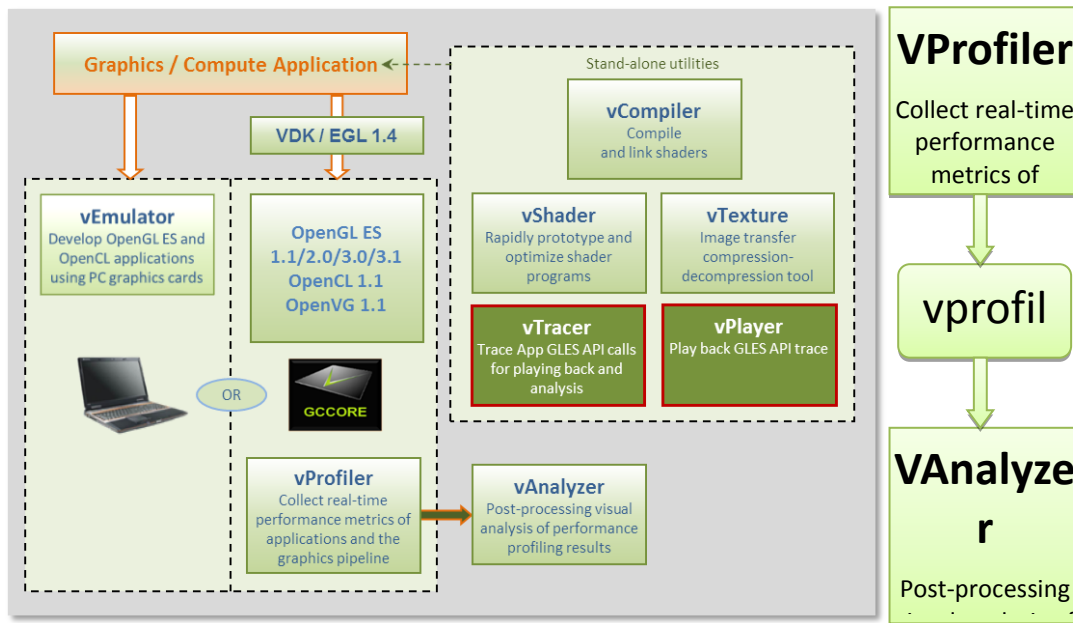 Graphics / Compute Application
VDK / EGL 1.4
Stand-alone utilities
vCompiler
Compile
and link shaders
vEmulator
Develop OpenGL ES and
OpenCL applications
using PC graphics cards
OpenGL ES
1.1/2.0/3.0/3.1
OpenCL 1.1
OpenVG 1.1
vShader
Rapidly prototype and
optimize shader
programs
vTexture
Image transfer
compression-
decompression tool
vTracer
Trace App GLES API calls
for playing back and
analysis
vPlayer
Play back GLES API trace
OR
GCCORE
vProfiler
Collect real-time
performance metrics of
applications and the
graphics pipeline
vAnalyzer
Post-processing visual
analysis of performance
profiling results
VProfiler
Collect real-time
performance
metrics of
vprofil
VAnalyze
r
Post-processing